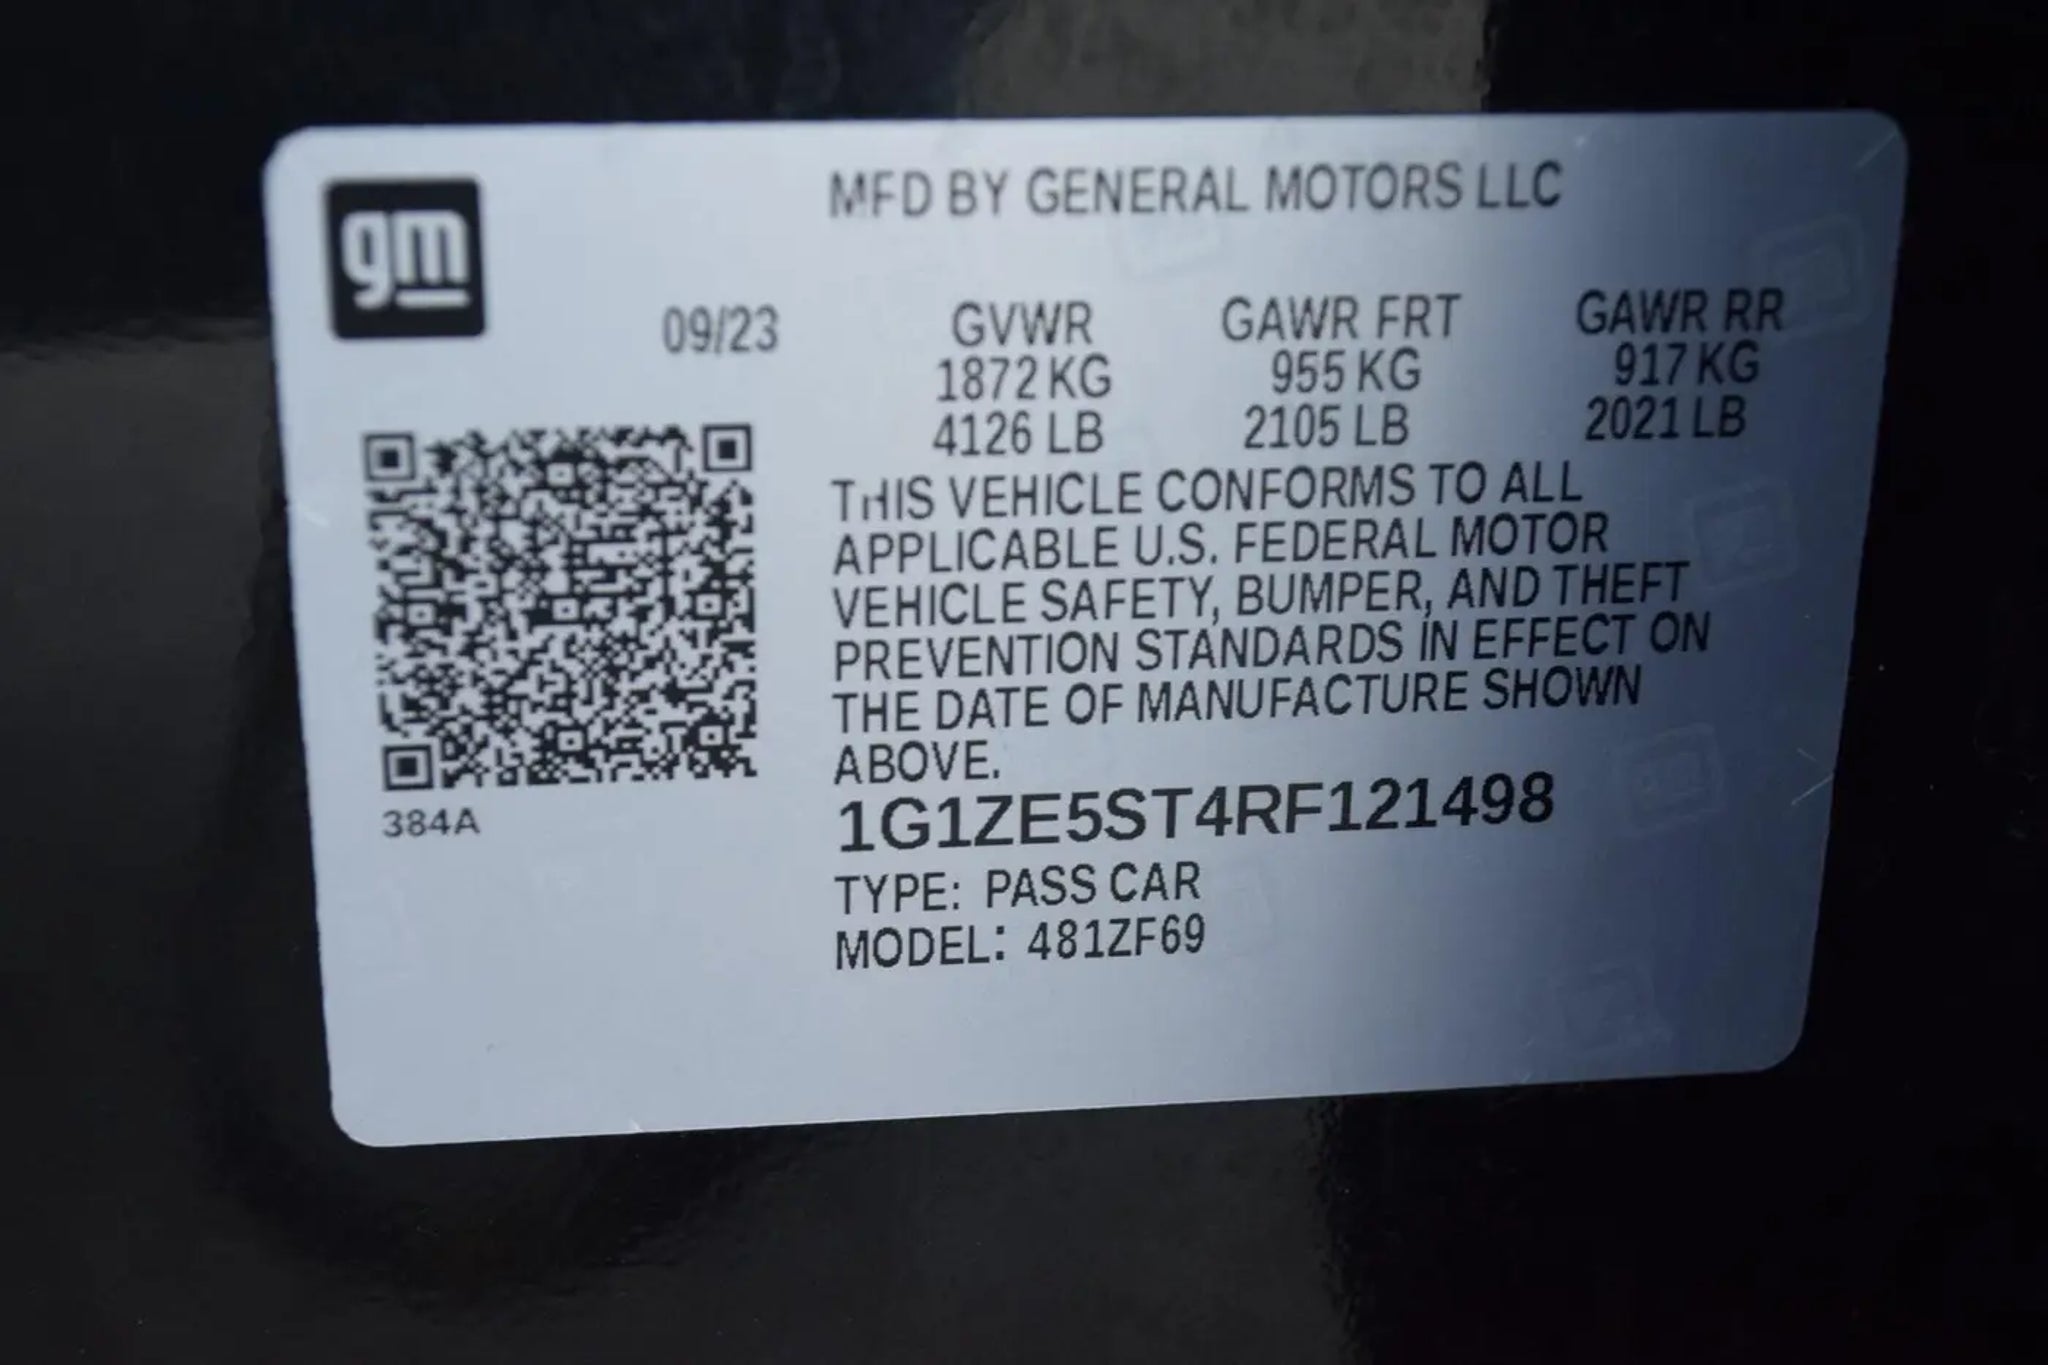 gm
MFD BY GENERAL MOTORS LLC
09/23
GVWR GAWR FRT GAWR RR
1872 KG 955 KG 917 KG
4126 LB 2105 LB 2021 LB
THIS VEHICLE CONFORMS TO ALL
APPLICABLE U.S. FEDERAL MOTOR
VEHICLE SAFETY, BUMPER, AND THEFT
PREVENTION STANDARDS IN EFFECT ON
THE DATE OF MANUFACTURE SHOWN
ABOVE.
384A
1G1ZE5ST4RF121498
TYPE: PASS CAR
MODEL: 481ZF69